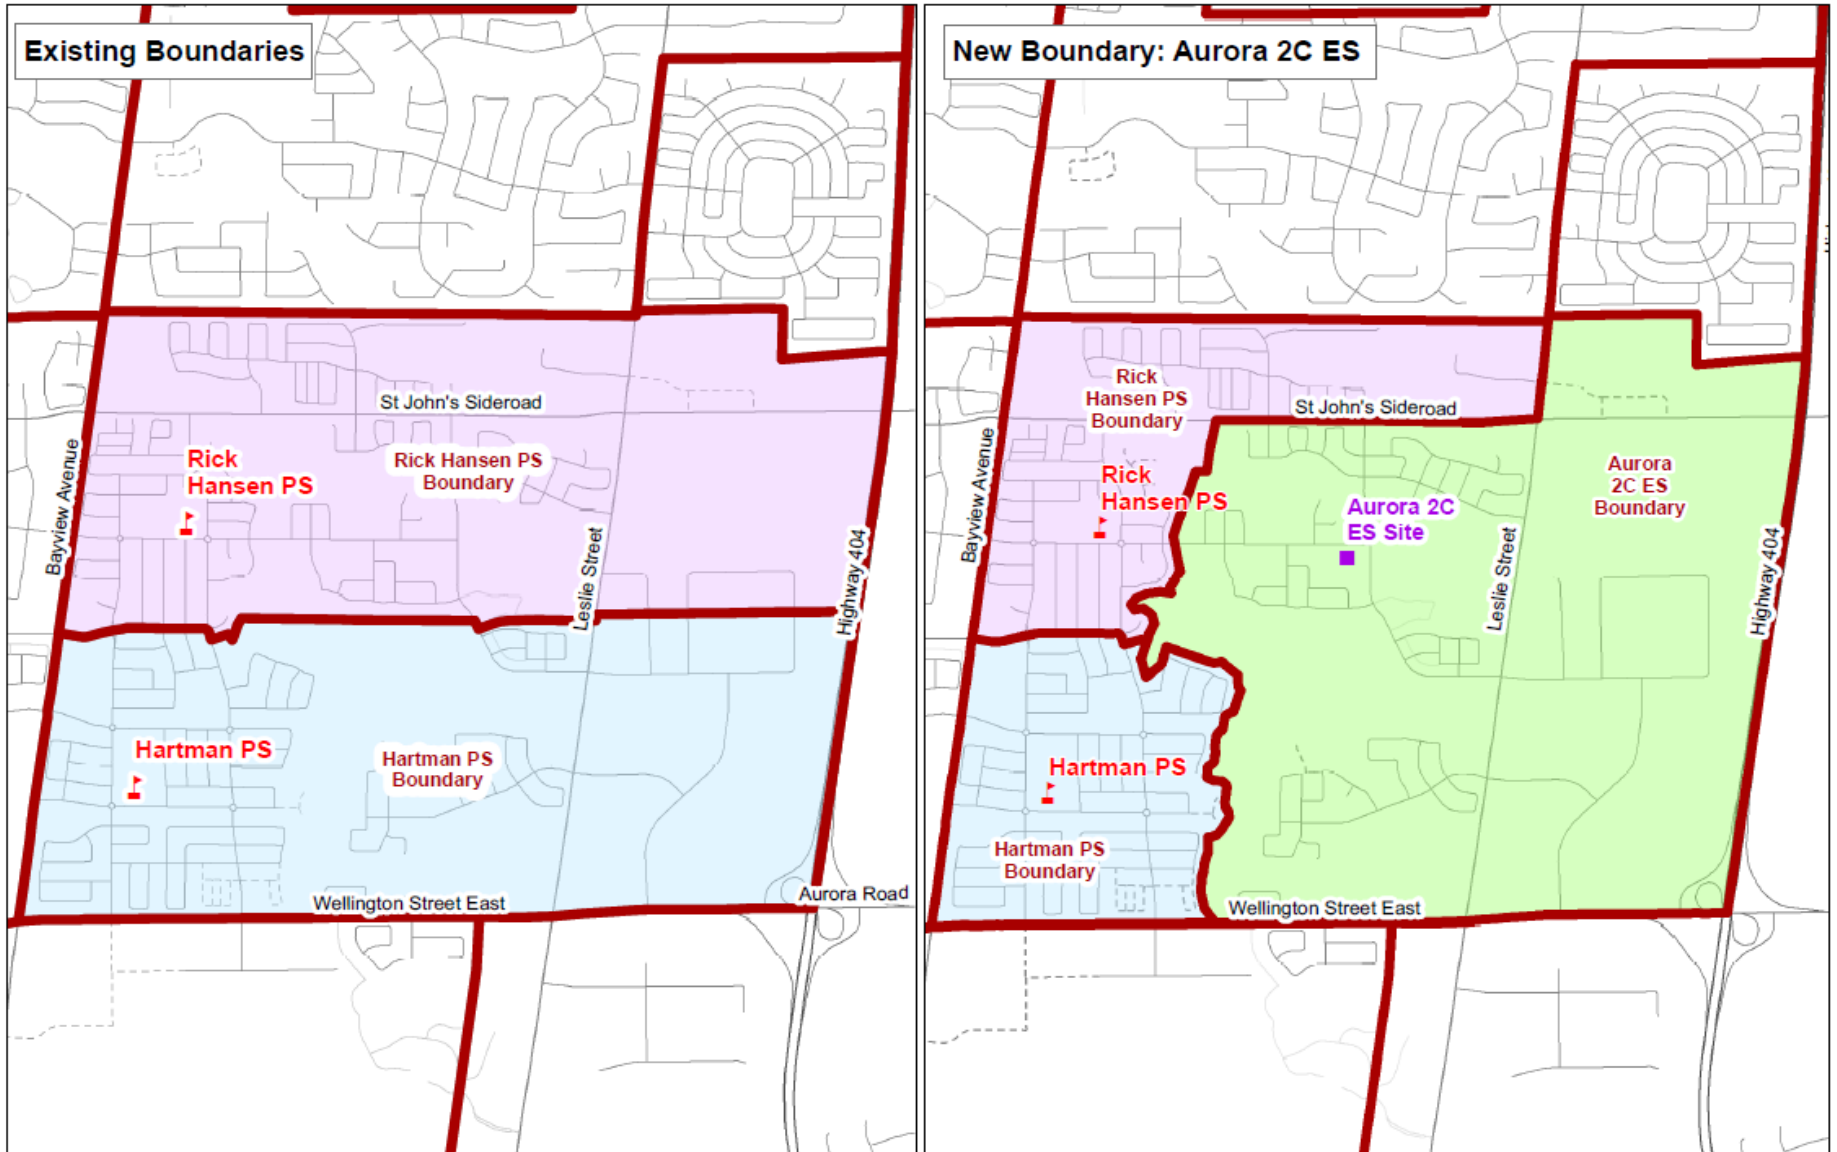 Existing Boundaries
St John's Sideroad
Bayview Avenue
Rick
Hansen PS
Rick Hansen PS
Boundary
Leslie Street
Highway 404
Hartman PS
Hartman PS
Boundary
Wellington Street East
Aurora Road
New Boundary: Aurora 2C ES
Rick
Hansen PS
Boundary
St John's Sideroad
Bayview Avenue
Rick
Hansen PS
Aurora
2C ES
Boundary
Aurora 2C
ES Site
Leslie Street
Highway 404
Hartman PS
Hartman PS
Boundary
Wellington Street East